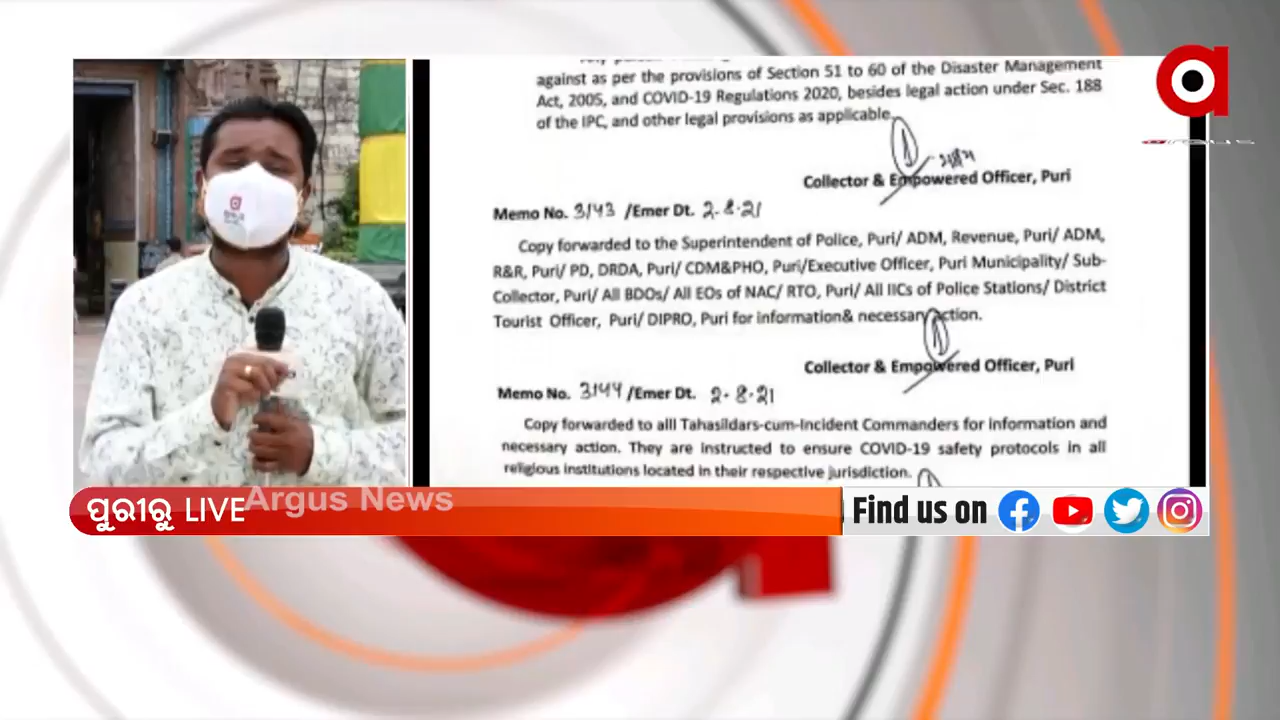 against as per the provisions of Section 51 to 60 of the Disaster Management
Act, 2005, and COVID-19 Regulations 2020, besides legal action under Sec. 188
of the IPC, and other legal provisions as applicable.
Collector & Empowered Officer, Puri
Memo No. 3143 /Emer Dt. 2-8-21
Copy forwarded to the Superintendent of Police, Puri/ ADM, Revenue, Puri/ ADM,
R&R, Puri/ PD, DRDA, Puri/ CDM&PHO, Puri/Executive Officer, Puri Municipality/ Sub-
Collector, Puri/ All BDOs/ All EOs of NAC/ RTO, Puri/ All IICs of Police Stations/ District
Tourist Officer, Puri/ DIPRO, Puri for information& necessary action.
Collector & Empowered Officer, Puri
Memo No. 3144 /Emer Dt. 2-8-21
Copy forwarded to alll Tahasildars-cum-Incident Commanders for information and
necessary action. They are instructed to ensure COVID-19 safety protocols in all
religious institutions located in their respective jurisdiction.
ପୁରୀରୁ LIVE
Argus News
Find us on